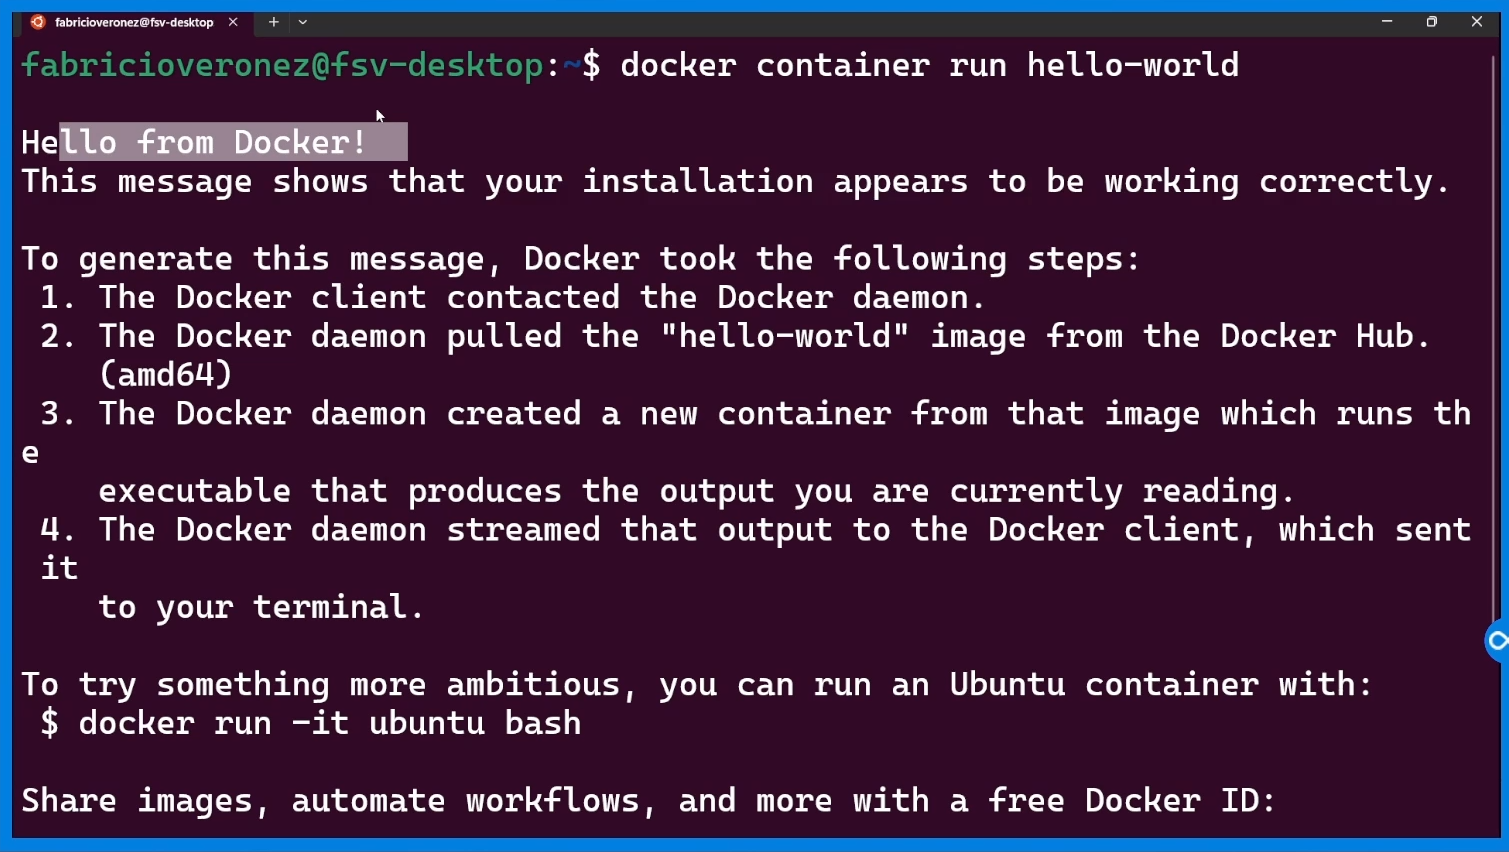 fabricioveronez@fsv-desktop
fabricioveronez@fsv-desktop:~$ docker container run hello-world
Hello from Docker!
This message shows that your installation appears to be working correctly.
To generate this message, Docker took the following steps:
1. The Docker client contacted the Docker daemon.
2. The Docker daemon pulled the "hello-world" image from the Docker Hub.
(amd64)
3. The Docker daemon created a new container from that image which runs th
e
executable that produces the output you are currently reading.
4. The Docker daemon streamed that output to the Docker client, which sent
it
to your terminal.
To try something more ambitious, you can run an Ubuntu container with:
$ docker run -it ubuntu bash
Share images, automate workflows, and more with a free Docker ID: